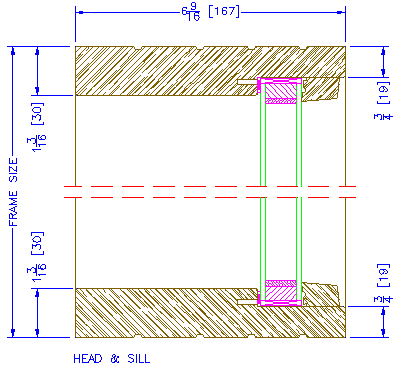 6 9/16 [167]
1 3/16 [30]
3/4 [19]
FRAME SIZE
1 3/16 [30]
3/4 [19]
HEAD & SILL